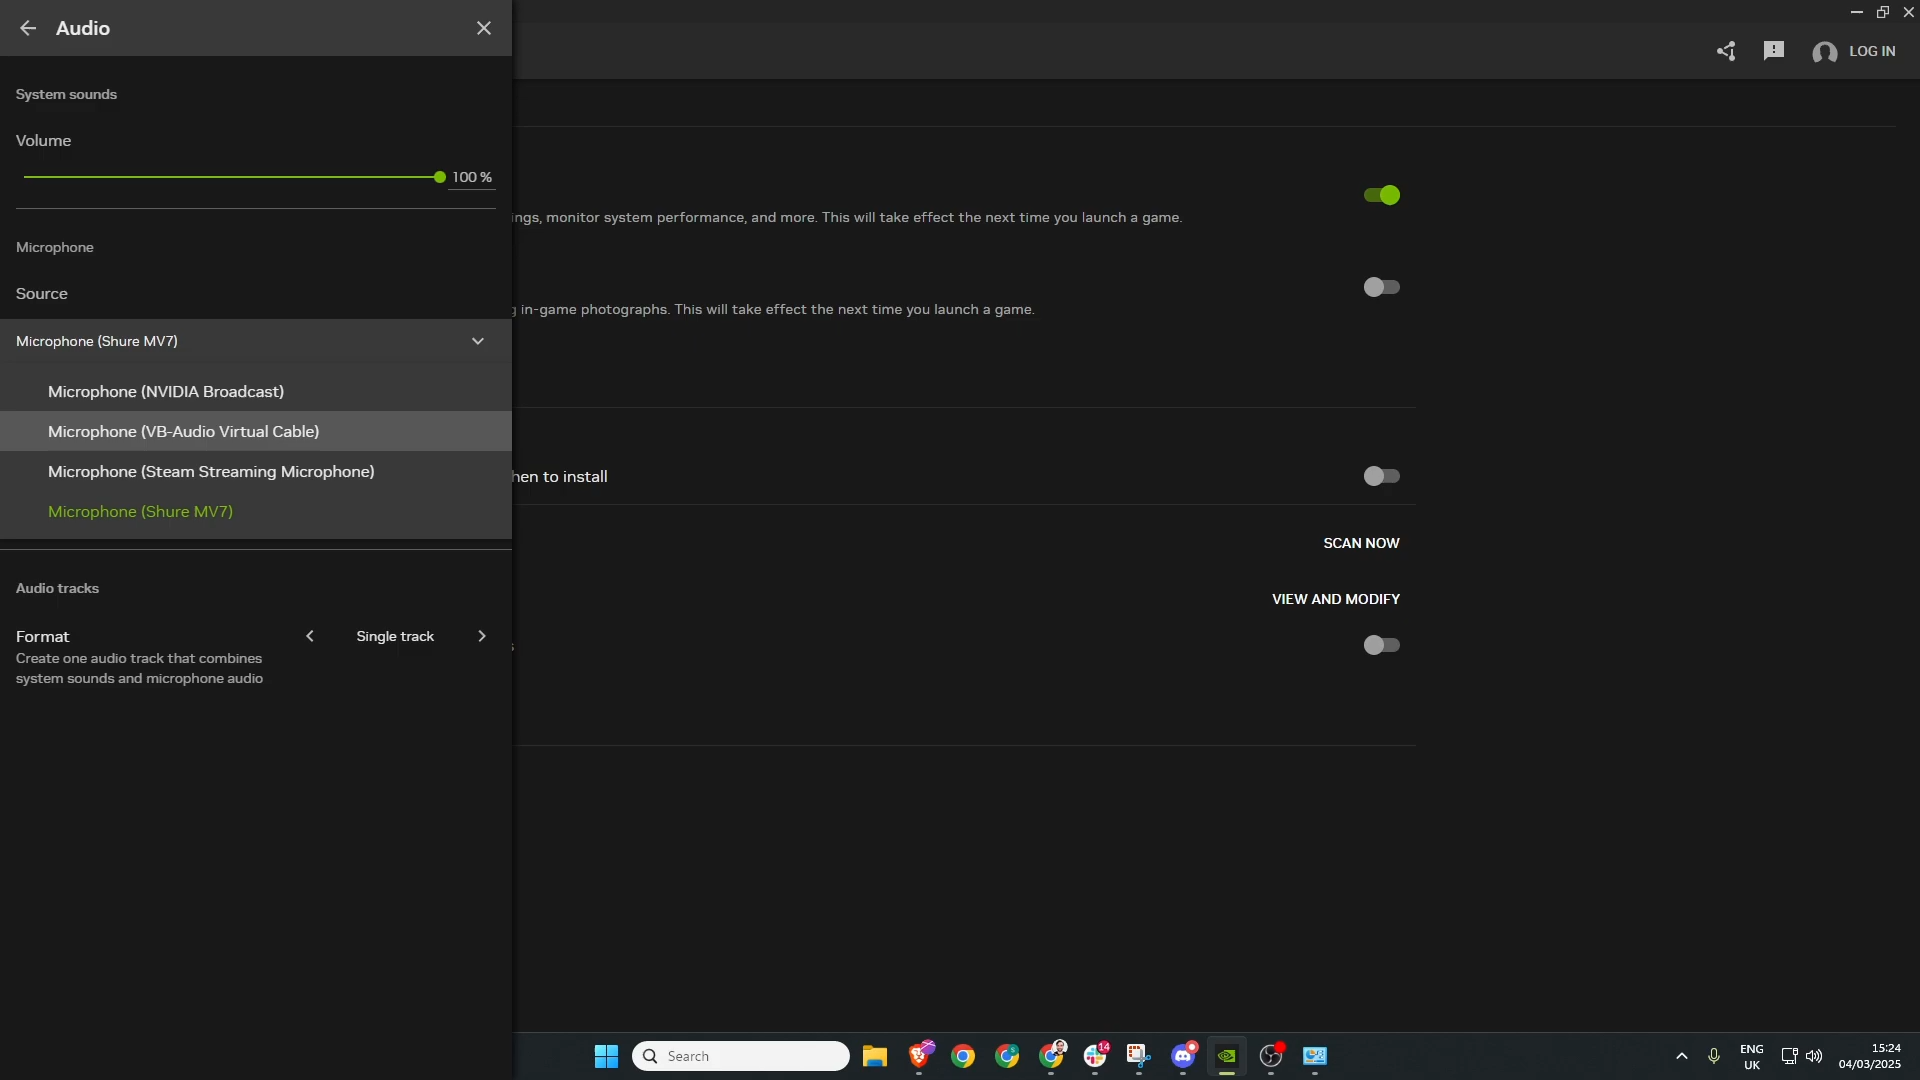 Audio
LOG IN
System sounds
Volume
100 %
ings, monitor system performance, and more. This will take effect the next time you launch a game.
Microphone
Source
in-game photographs. This will take effect the next time you launch a game.
Microphone (Shure MV7)
Microphone (NVIDIA Broadcast)
Microphone (VB-Audio Virtual Cable)
Microphone (Steam Streaming Microphone)
hen to install
Microphone (Shure MV7)
SCAN NOW
Audio tracks
VIEW AND MODIFY
Format
Single track
Create one audio track that combines
system sounds and microphone audio
Search
14
ENG
UK
15:24
04/03/2025